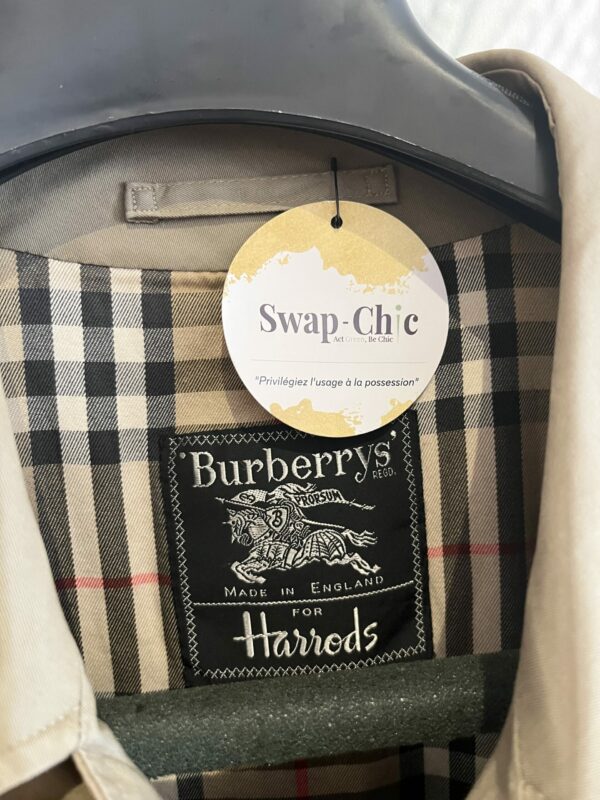 Swap-Chic
Act Green, Be Chic
"Privilégiez l'usage à la possession"
'Burberrys'
REGD.
PRORSUM
B
MADE IN ENGLAND
FOR
Harrods